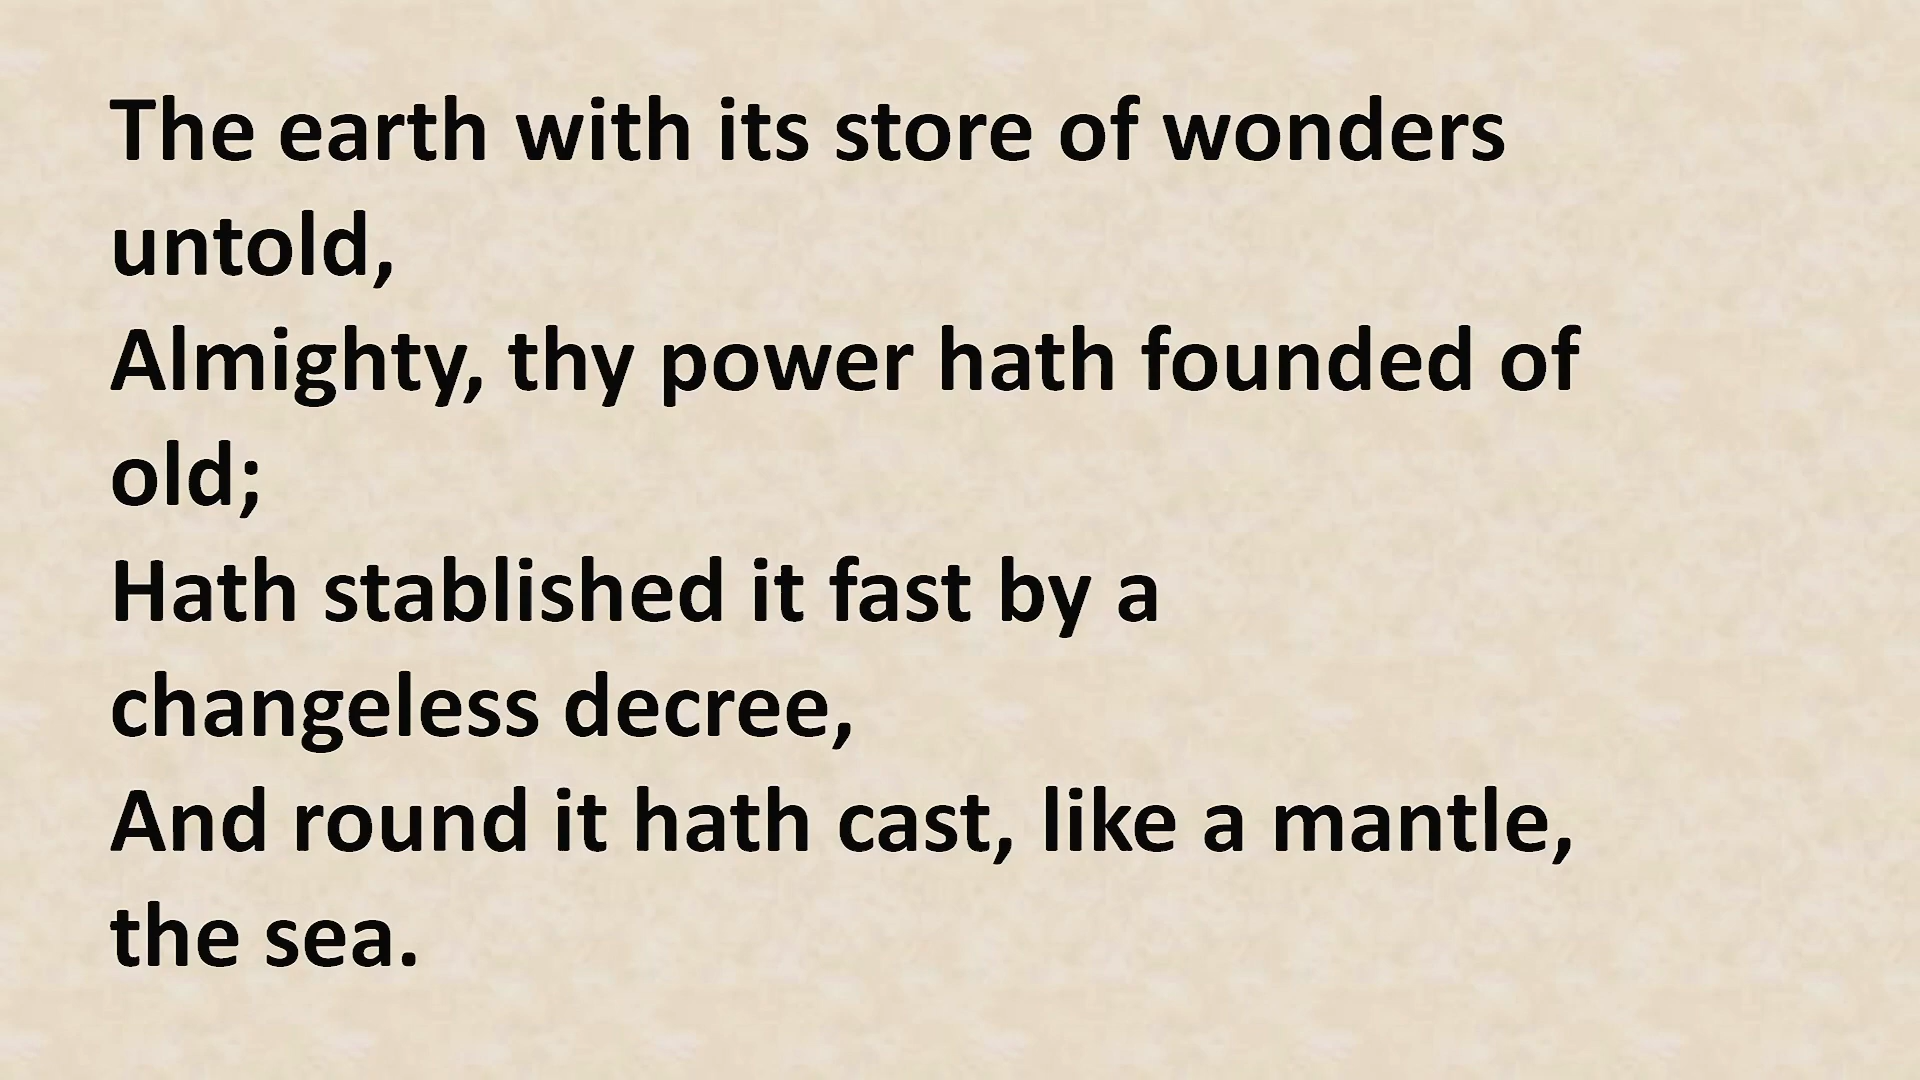 The earth with its store of wonders
untold,
Almighty, thy power hath founded of
old;
Hath stablished it fast by a
changeless decree,
And round it hath cast, like a mantle,
the sea.